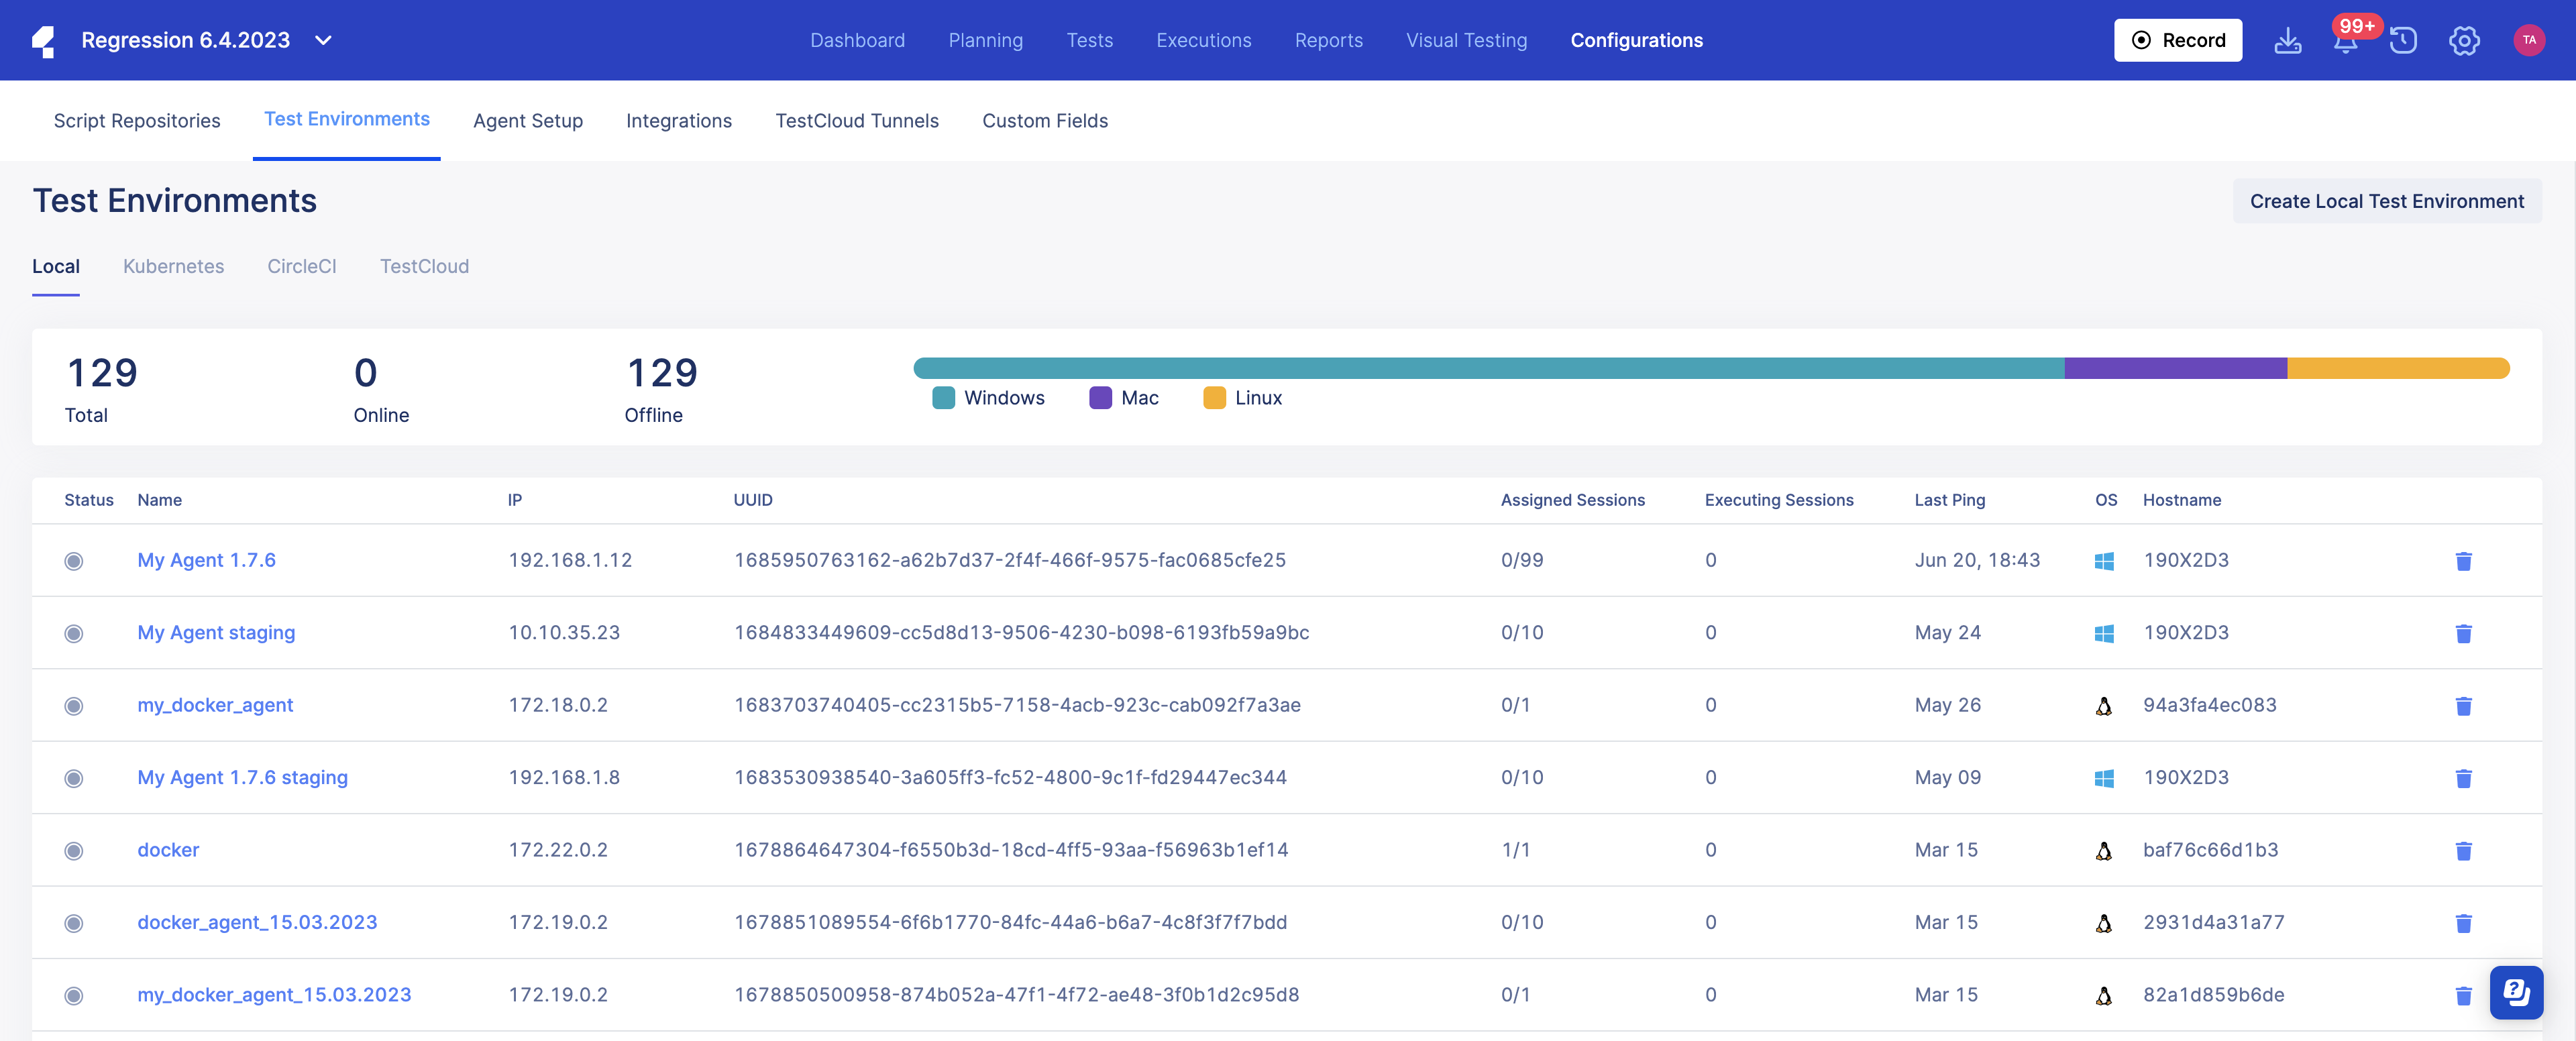 Regression 6.4.2023 Dashboard Planning Tests Executions Reports Visual Testing Configurations Record 99+ TA
Script Repositories Test Environments Agent Setup Integrations TestCloud Tunnels Custom Fields
Test Environments Create Local Test Environment
Local Kubernetes CircleCI TestCloud
129 0 129
Total Online Offline
Windows Mac Linux
Status Name IP UUID Assigned Sessions Executing Sessions Last Ping OS Hostname
My Agent 1.7.6 192.168.1.12 1685950763162-a62b7d37-2f4f-466f-9575-fac0685cfe25 0/99 0 Jun 20, 18:43 190X2D3
My Agent staging 10.10.35.23 1684833449609-cc5d8d13-9506-4230-b098-6193fb59a9bc 0/10 0 May 24 190X2D3
my_docker_agent 172.18.0.2 1683703740405-cc2315b5-7158-4acb-923c-cab092f7a3ae 0/1 0 May 26 94a3fa4ec083
My Agent 1.7.6 staging 192.168.1.8 1683530938540-3a605ff3-fc52-4800-9c1f-fd29447ec344 0/10 0 May 09 190X2D3
docker 172.22.0.2 1678864647304-f6550b3d-18cd-4ff5-93aa-f56963b1ef14 1/1 0 Mar 15 baf76c66d1b3
docker_agent_15.03.2023 172.19.0.2 1678851089554-6f6b1770-84fc-44a6-b6a7-4c8f3f7f7bdd 0/10 0 Mar 15 2931d4a31a77
my_docker_agent_15.03.2023 172.19.0.2 1678850500958-874b052a-47f1-4f72-ae48-3f0b1d2c95d8 0/1 0 Mar 15 82a1d859b6de